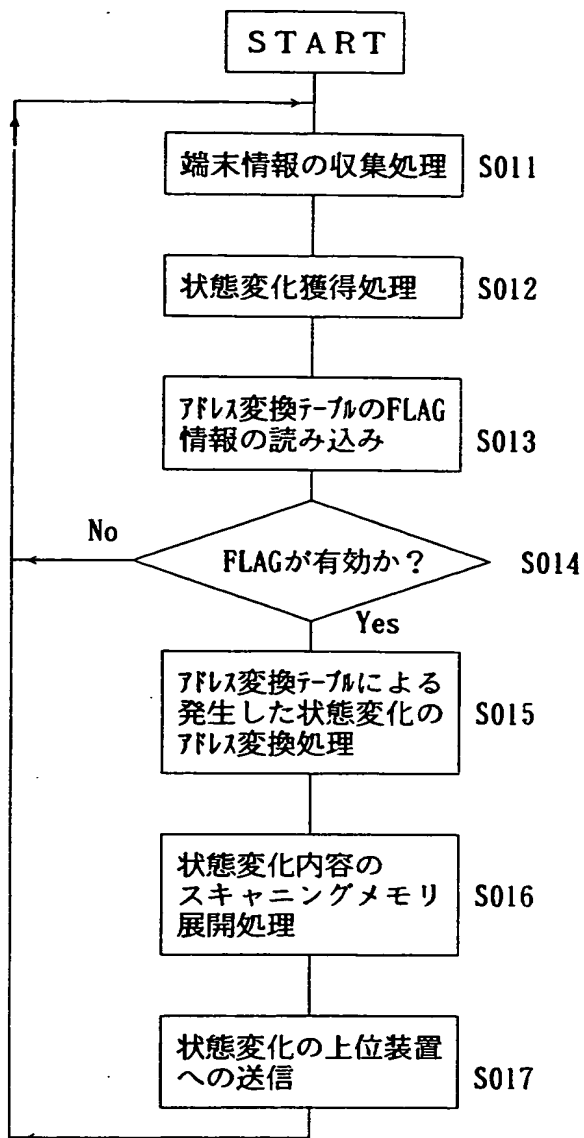 START
端末情報の収集処理 S011
状態変化獲得処理 S012
ｱﾄﾞﾚｽ変換ﾃｰﾌﾞﾙのFLAG
情報の読み込み S013
No
FLAGが有効か？ S014
Yes
ｱﾄﾞﾚｽ変換ﾃｰﾌﾞﾙによる
発生した状態変化の S015
ｱﾄﾞﾚｽ変換処理
状態変化内容の
スキャニングメモリ S016
展開処理
状態変化の上位装置
への送信 S017